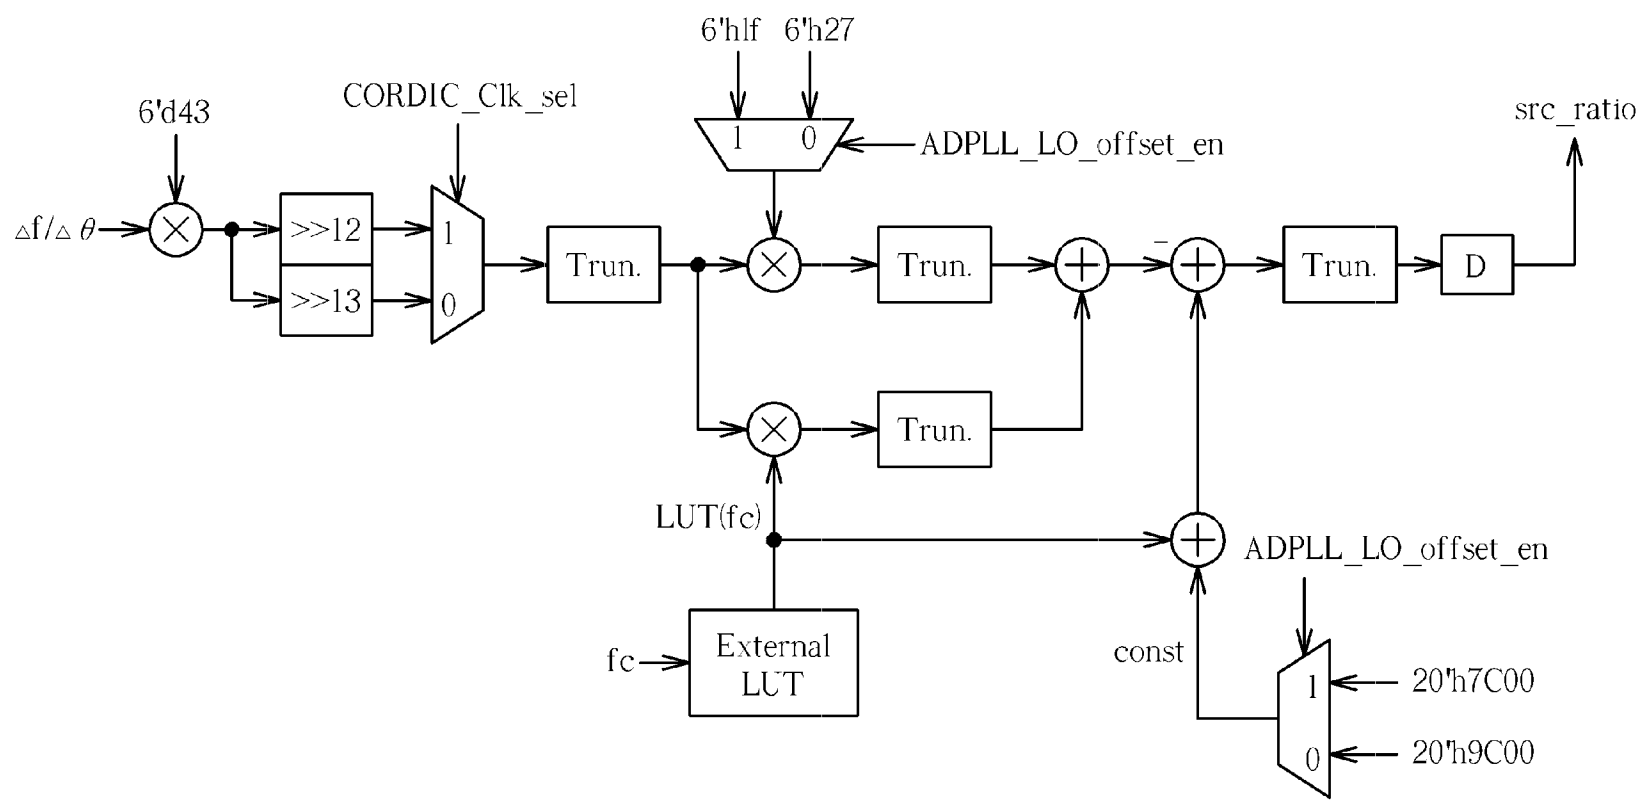 6'h1f 6'h27
CORDIC_Clk_sel
src_ratio
6'd43
1 0
ADPLL_LO_offset_en
△f/△ θ
>>12
1
Trun.
Trun.
−
Trun.
D
>>13
0
Trun.
LUT(fc)
ADPLL_LO_offset_en
fc
External
LUT
const
1
20'h7C00
0
20'h9C00